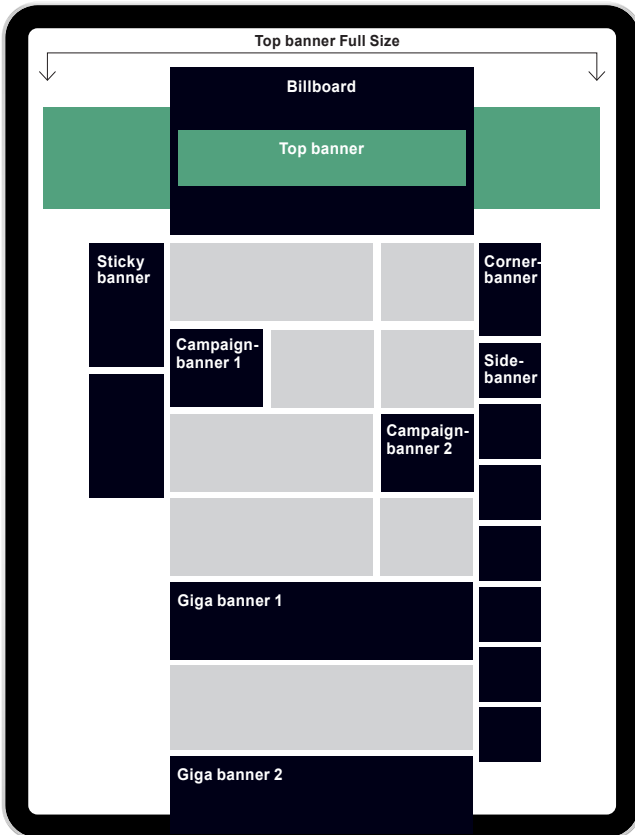 Top banner Full Size
Billboard
Top banner
Sticky
banner
Corner-
banner
Campaign-
banner 1
Side-
banner
Campaign-
banner 2
Giga banner 1
Giga banner 2